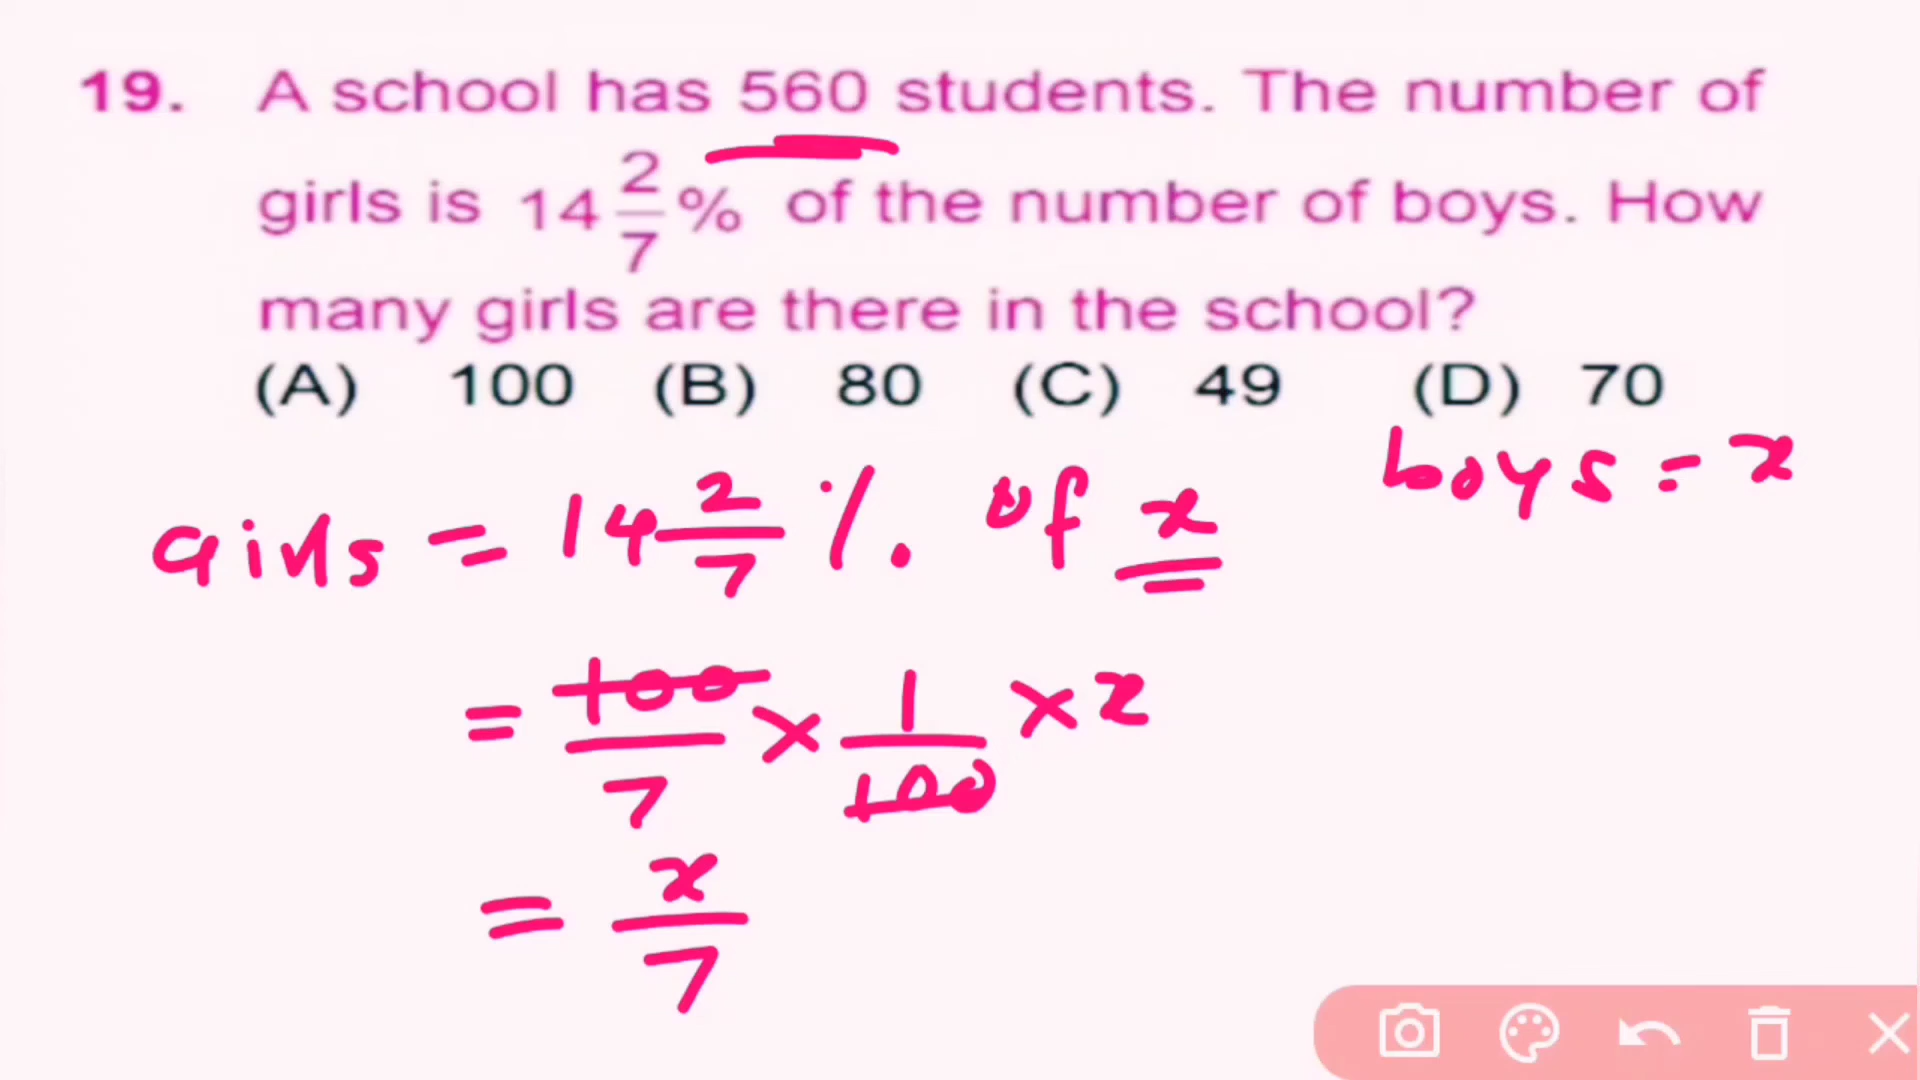 19. A school has 560 students. The number of
girls is 14 2/7 % of the number of boys. How
many girls are there in the school?
(A) 100 (B) 80 (C) 49 (D) 70
boys = x
Girls = 14 2/7 % of x
= 100/7 × 1/100 × x
= x/7